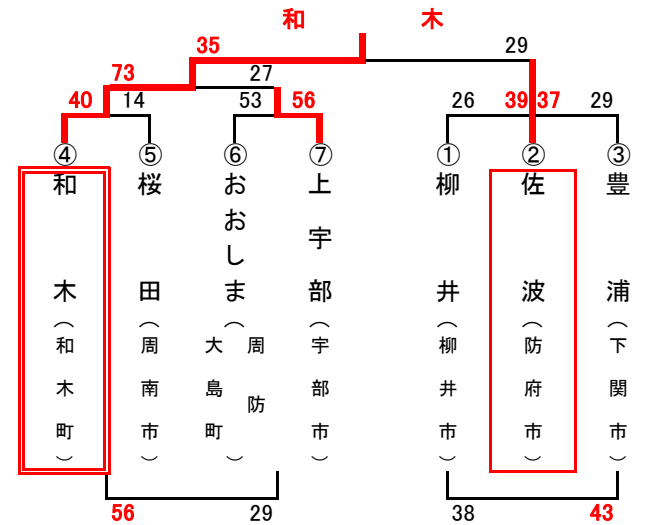 和 木
35 29
73 27
40 14 53 56 26 39 37 29
④ ⑤ ⑥ ⑦ ① ② ③
和木（和木町）
桜田（周南市）
おおしま（周防大島町）
上宇部（宇部市）
柳井（柳井市）
佐波（防府市）
豊浦（下関市）
56 29 38 43